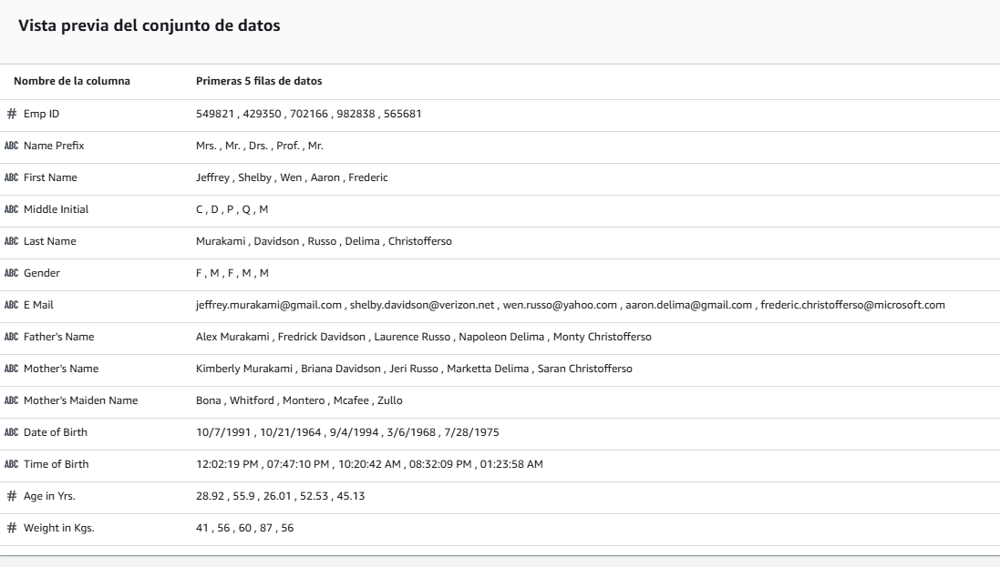 Vista previa del conjunto de datos
Nombre de la columna Primeras 5 filas de datos
# Emp ID 549821 , 429350 , 702166 , 982838 , 565681
ABC Name Prefix Mrs. , Mr. , Drs. , Prof. , Mr.
ABC First Name Jeffrey , Shelby , Wen , Aaron , Frederic
ABC Middle Initial C , D , P , Q , M
ABC Last Name Murakami , Davidson , Russo , Delima , Christofferso
ABC Gender F , M , F , M , M
ABC E Mail jeffrey.murakami@gmail.com , shelby.davidson@verizon.net , wen.russo@yahoo.com , aaron.delima@gmail.com , frederic.christofferso@microsoft.com
ABC Father's Name Alex Murakami , Fredrick Davidson , Laurence Russo , Napoleon Delima , Monty Christofferso
ABC Mother's Name Kimberly Murakami , Briana Davidson , Jeri Russo , Marketta Delima , Saran Christofferso
ABC Mother's Maiden Name Bona , Whitford , Montero , Mcafee , Zullo
ABC Date of Birth 10/7/1991 , 10/21/1964 , 9/4/1994 , 3/6/1968 , 7/28/1975
ABC Time of Birth 12:02:19 PM , 07:47:10 PM , 10:20:42 AM , 08:32:09 PM , 01:23:58 AM
# Age in Yrs. 28.92 , 55.9 , 26.01 , 52.53 , 45.13
# Weight in Kgs. 41 , 56 , 60 , 87 , 56